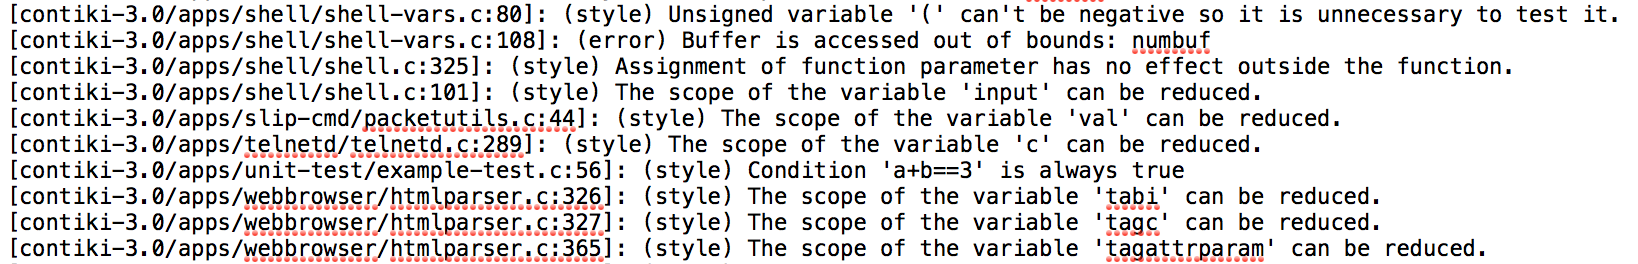 [contiki-3.0/apps/shell/shell-vars.c:80]: (style) Unsigned variable '(' can't be negative so it is unnecessary to test it.
[contiki-3.0/apps/shell/shell-vars.c:108]: (error) Buffer is accessed out of bounds: numbuf
[contiki-3.0/apps/shell/shell.c:325]: (style) Assignment of function parameter has no effect outside the function.
[contiki-3.0/apps/shell/shell.c:101]: (style) The scope of the variable 'input' can be reduced.
[contiki-3.0/apps/slip-cmd/packetutils.c:44]: (style) The scope of the variable 'val' can be reduced.
[contiki-3.0/apps/telnetd/telnetd.c:289]: (style) The scope of the variable 'c' can be reduced.
[contiki-3.0/apps/unit-test/example-test.c:56]: (style) Condition 'a+b==3' is always true
[contiki-3.0/apps/webbrowser/htmlparser.c:326]: (style) The scope of the variable 'tabi' can be reduced.
[contiki-3.0/apps/webbrowser/htmlparser.c:327]: (style) The scope of the variable 'tagc' can be reduced.
[contiki-3.0/apps/webbrowser/htmlparser.c:365]: (style) The scope of the variable 'tagattrparam' can be reduced.